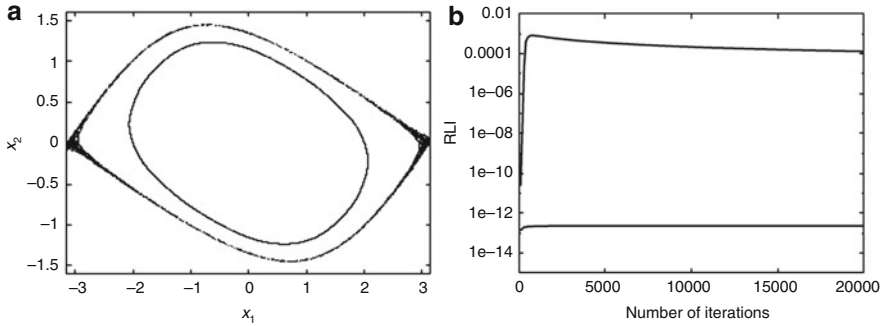 a
1.5
1
0.5
0
−0.5
−1
−1.5
x2
−3
−2
−1
0
1
2
3
x1
b
0.01
0.0001
1e−06
1e−08
1e−10
1e−12
1e−14
RLI
0
5000
10000
15000
20000
Number of iterations